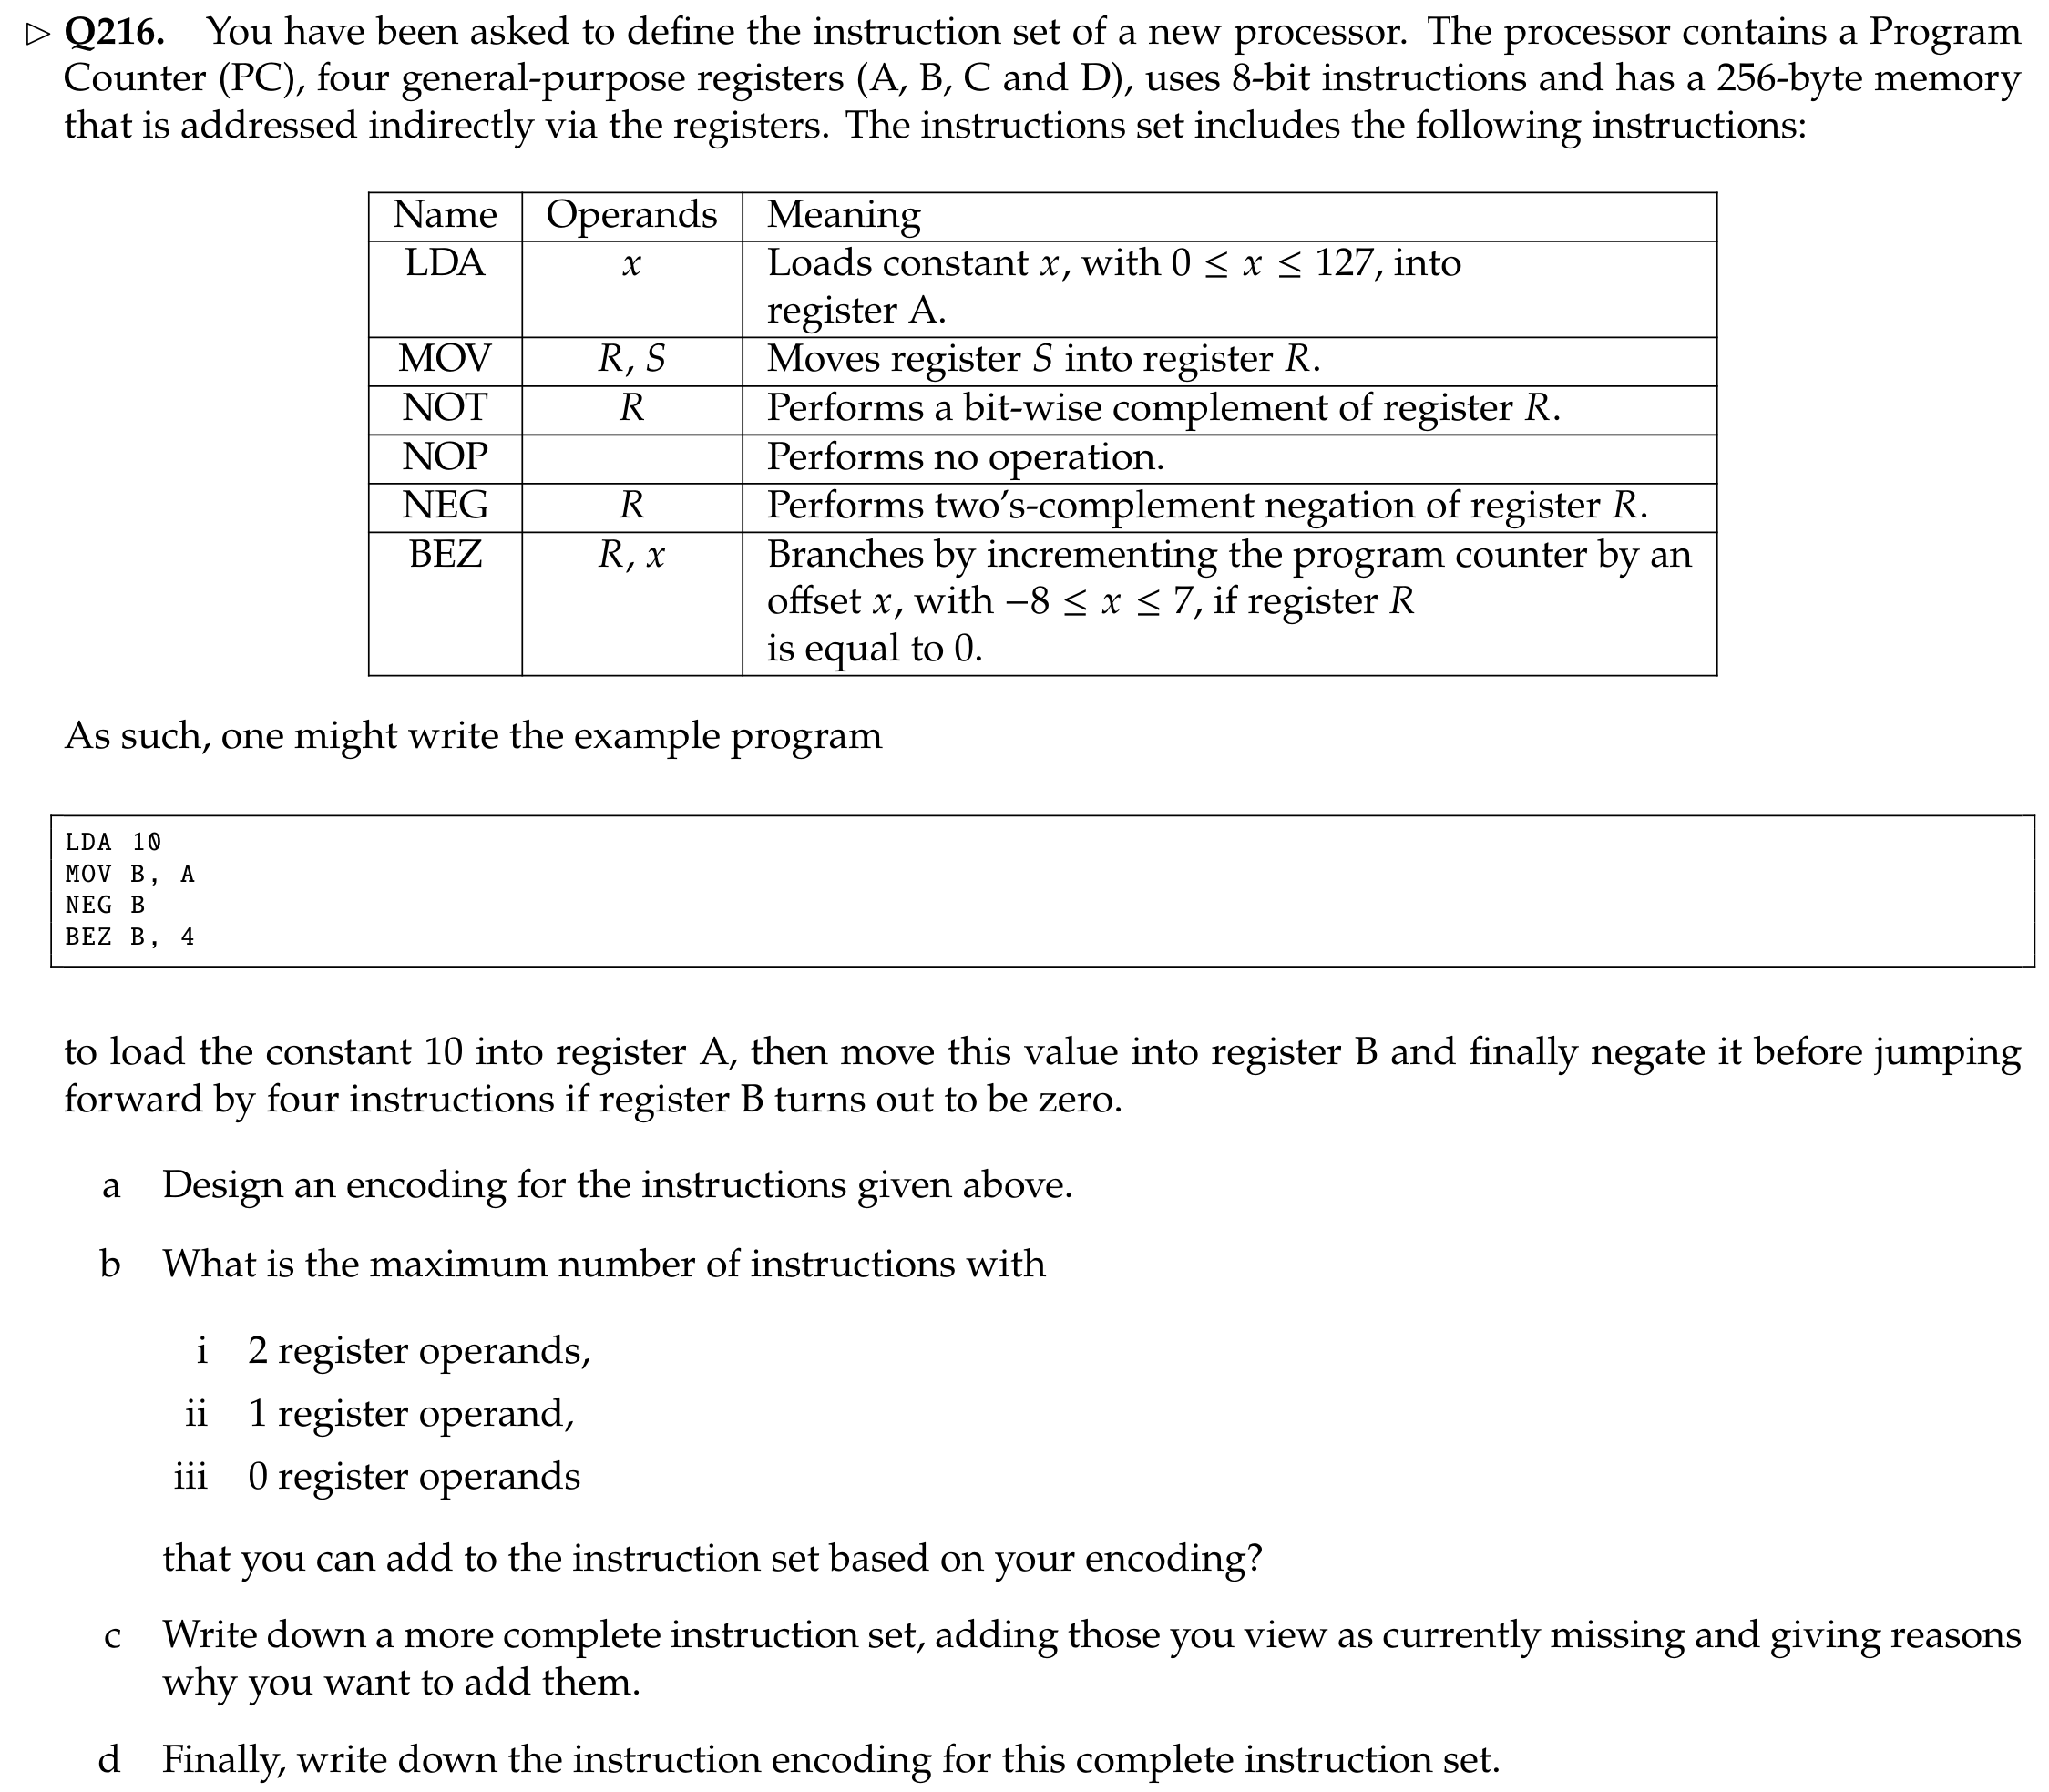 ▷ Q216. You have been asked to define the instruction set of a new processor. The processor contains a Program
Counter (PC), four general-purpose registers (A, B, C and D), uses 8-bit instructions and has a 256-byte memory
that is addressed indirectly via the registers. The instructions set includes the following instructions:
Name Operands Meaning
LDA x Loads constant x, with 0 ≤ x ≤ 127, into
register A.
MOV R, S Moves register S into register R.
NOT R Performs a bit-wise complement of register R.
NOP Performs no operation.
NEG R Performs two's-complement negation of register R.
BEZ R, x Branches by incrementing the program counter by an
offset x, with −8 ≤ x ≤ 7, if register R
is equal to 0.
As such, one might write the example program
LDA 10
MOV B, A
NEG B
BEZ B, 4
to load the constant 10 into register A, then move this value into register B and finally negate it before jumping
forward by four instructions if register B turns out to be zero.
a Design an encoding for the instructions given above.
b What is the maximum number of instructions with
i 2 register operands,
ii 1 register operand,
iii 0 register operands
that you can add to the instruction set based on your encoding?
c Write down a more complete instruction set, adding those you view as currently missing and giving reasons
why you want to add them.
d Finally, write down the instruction encoding for this complete instruction set.